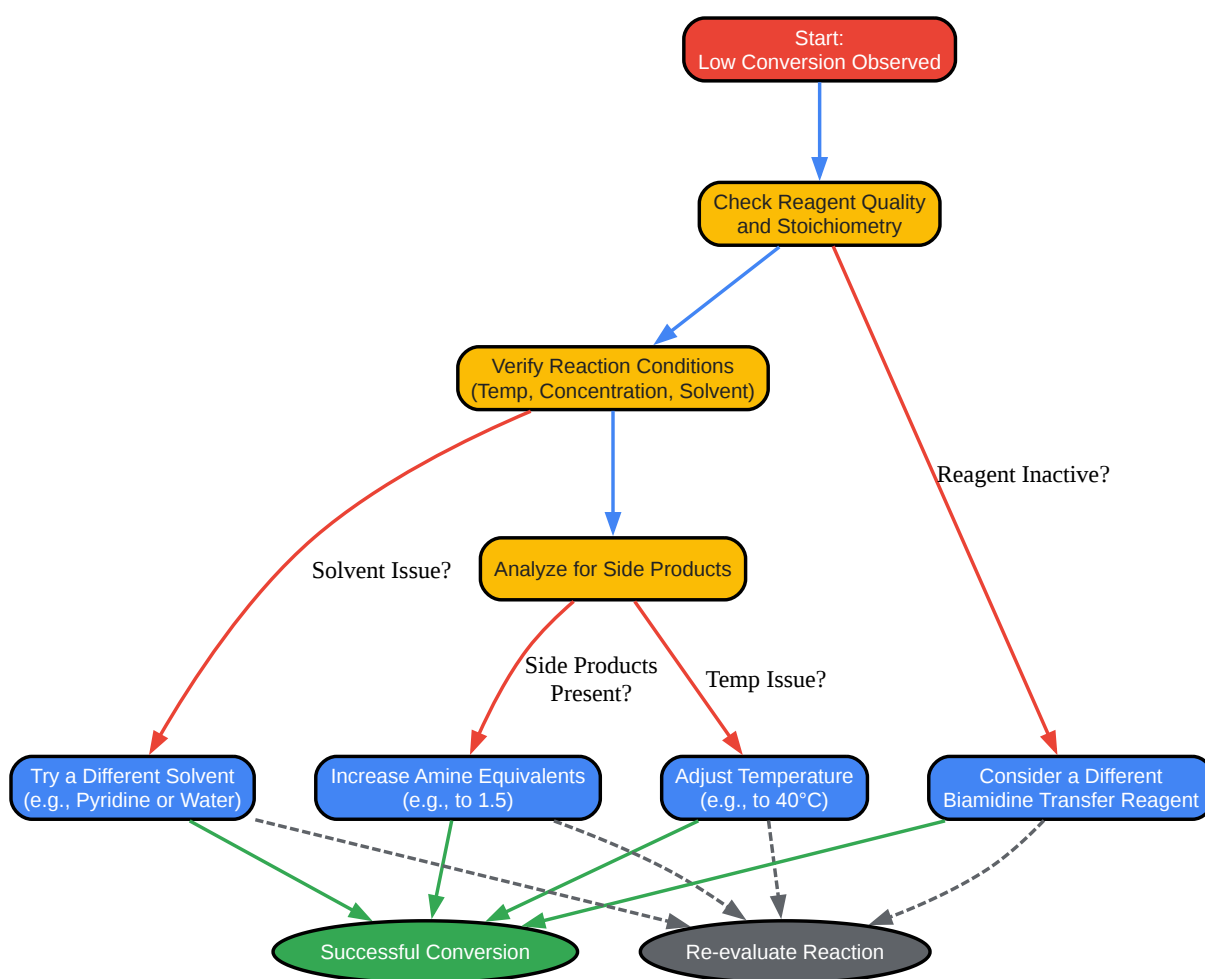 Start:
Low Conversion Observed
Check Reagent Quality
and Stoichiometry
Verify Reaction Conditions
(Temp, Concentration, Solvent)
Reagent Inactive?
Solvent Issue?
Analyze for Side Products
Side Products
Present?
Temp Issue?
Try a Different Solvent
(e.g., Pyridine or Water)
Increase Amine Equivalents
(e.g., to 1.5)
Adjust Temperature
(e.g., to 40°C)
Consider a Different
Biamidine Transfer Reagent
Successful Conversion
Re-evaluate Reaction